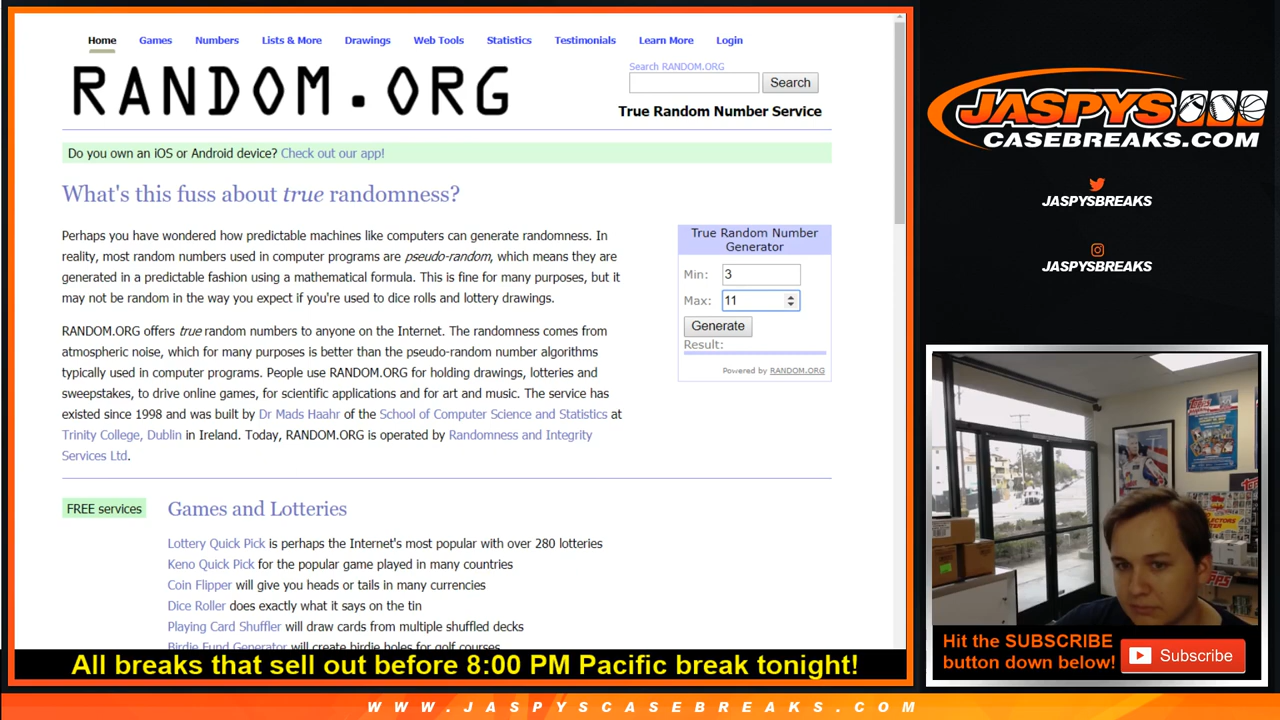 Home Games Numbers Lists & More Drawings Web Tools Statistics Testimonials Learn More Login
RANDOM.ORG
Search RANDOM.ORG
Search
True Random Number Service
Do you own an iOS or Android device? Check out our app!
What's this fuss about true randomness?
Perhaps you have wondered how predictable machines like computers can generate randomness. In
reality, most random numbers used in computer programs are pseudo-random, which means they are
generated in a predictable fashion using a mathematical formula. This is fine for many purposes, but it
may not be random in the way you expect if you're used to dice rolls and lottery drawings.
RANDOM.ORG offers true random numbers to anyone on the Internet. The randomness comes from
atmospheric noise, which for many purposes is better than the pseudo-random number algorithms
typically used in computer programs. People use RANDOM.ORG for holding drawings, lotteries and
sweepstakes, to drive online games, for scientific applications and for art and music. The service has
existed since 1998 and was built by Dr Mads Haahr of the School of Computer Science and Statistics at
Trinity College, Dublin in Ireland. Today, RANDOM.ORG is operated by Randomness and Integrity
Services Ltd.
True Random Number
Generator
Min: 3
Max: 11
Generate
Result:
Powered by RANDOM.ORG
FREE services
Games and Lotteries
Lottery Quick Pick is perhaps the Internet's most popular with over 280 lotteries
Keno Quick Pick for the popular game played in many countries
Coin Flipper will give you heads or tails in many currencies
Dice Roller does exactly what it says on the tin
Playing Card Shuffler will draw cards from multiple shuffled decks
Birdie Fund Generator will create birdie holes for golf courses
All breaks that sell out before 8:00 PM Pacific break tonight!
WWW.JASPYSCASEBREAKS.COM
JASPYS
CASEBREAKS.COM
JASPYSBREAKS
JASPYSBREAKS
Hit the SUBSCRIBE
button down below!
Subscribe